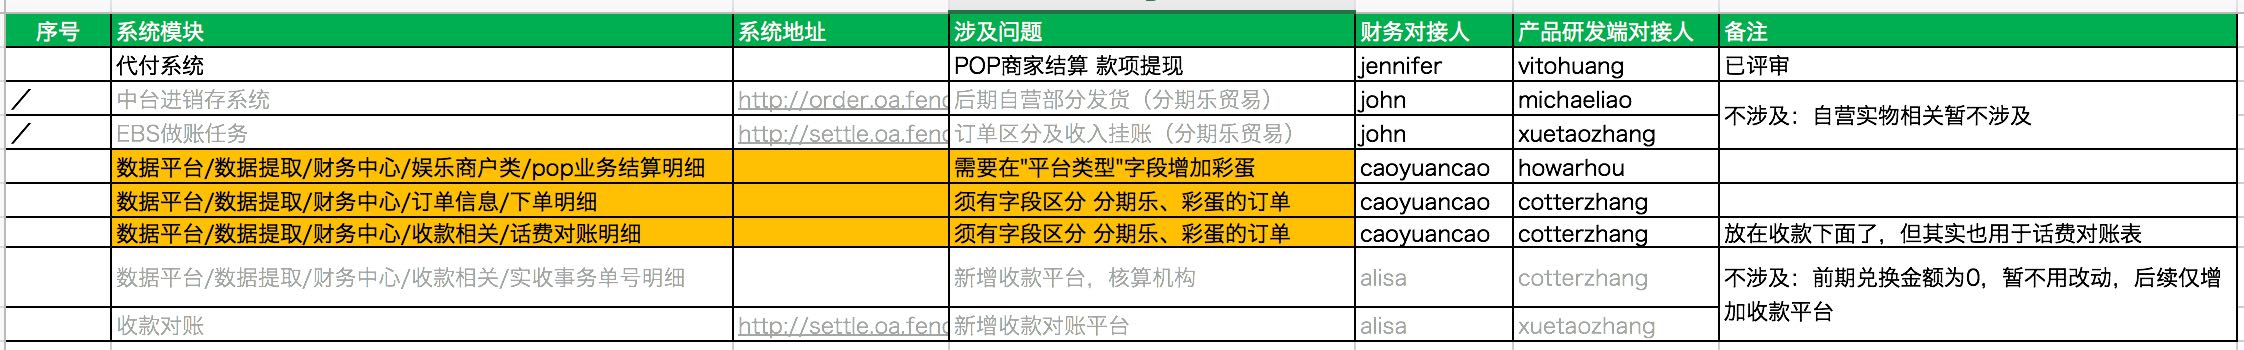 序号 系统模块 系统地址 涉及问题 财务对接人 产品研发端对接人 备注
代付系统 POP商家结算 款项提现 jennifer vitohuang 已评审
/ 中台进销存系统 http://order.oa.fenc 后期自营部分发货（分期乐贸易） john michaeliao
不涉及：自营实物相关暂不涉及
/ EBS做账任务 http://settle.oa.fenc 订单区分及收入挂账（分期乐贸易） john xuetaozhang
数据平台/数据提取/财务中心/娱乐商户类/pop业务结算明细 需要在"平台类型"字段增加彩蛋 caoyuancao howarhou
数据平台/数据提取/财务中心/订单信息/下单明细 须有字段区分 分期乐、彩蛋的订单 caoyuancao cotterzhang
数据平台/数据提取/财务中心/收款相关/话费对账明细 须有字段区分 分期乐、彩蛋的订单 caoyuancao cotterzhang 放在收款下面了，但其实也用于话费对账表
数据平台/数据提取/财务中心/收款相关/实收事务单号明细 新增收款平台，核算机构 alisa cotterzhang 不涉及：前期兑换金额为0，暂不用改动，后续仅增
加收款平台
收款对账 http://settle.oa.fenc 新增收款对账平台 alisa xuetaozhang